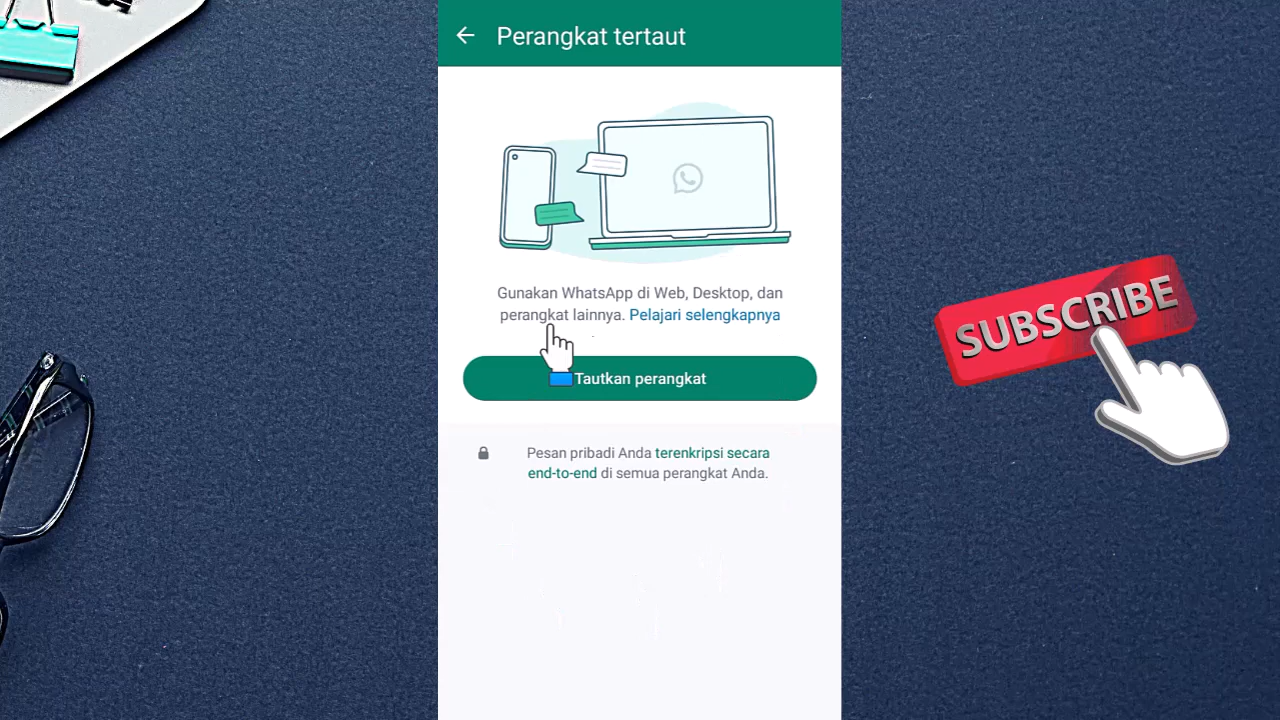 Perangkat tertaut
Gunakan WhatsApp di Web, Desktop, dan
perangkat lainnya. Pelajari selengkapnya
Tautkan perangkat
Pesan pribadi Anda terenkripsi secara
end-to-end di semua perangkat Anda.
SUBSCRIBE